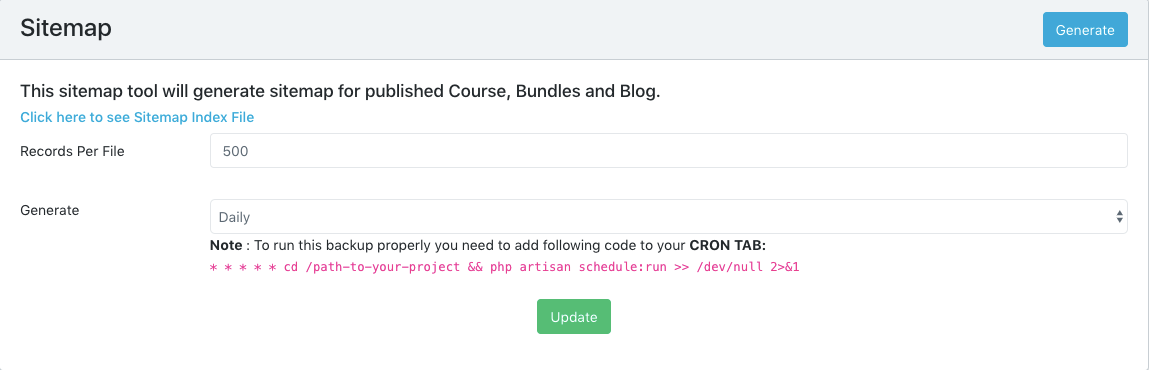 Sitemap
Generate
This sitemap tool will generate sitemap for published Course, Bundles and Blog.
Click here to see Sitemap Index File
Records Per File
500
Generate
Daily
Note : To run this backup properly you need to add following code to your CRON TAB:
* * * * * cd /path-to-your-project && php artisan schedule:run >> /dev/null 2>&1
Update